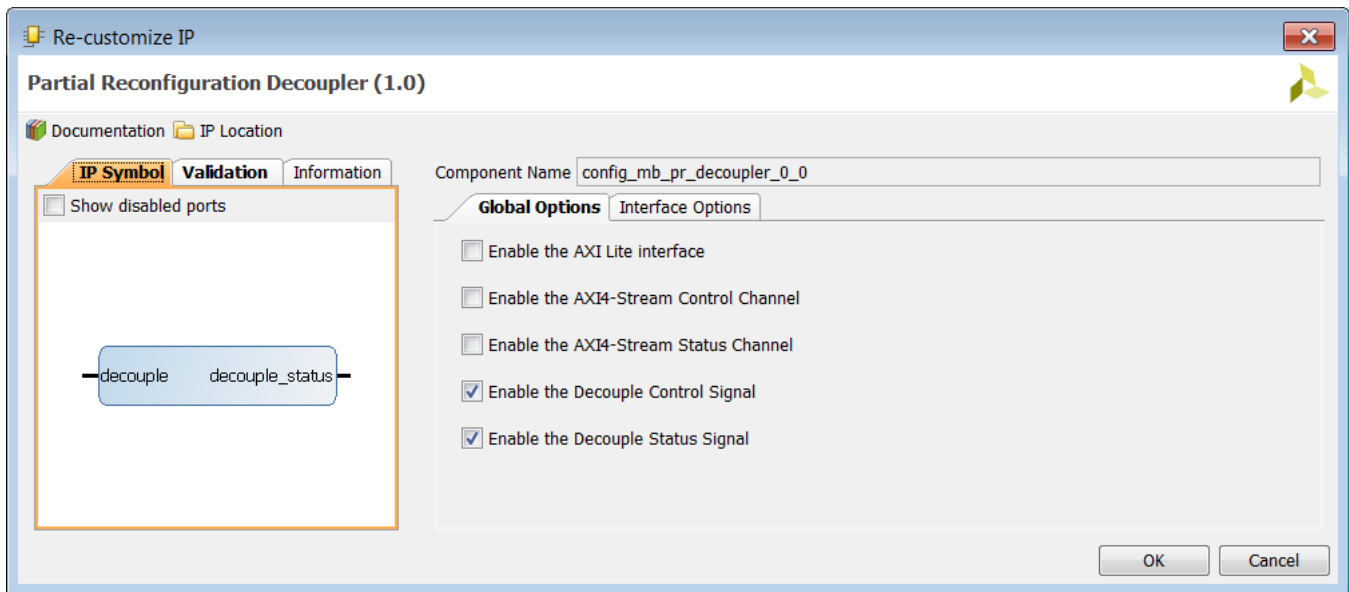 Re-customize IP
Partial Reconfiguration Decoupler (1.0)
Documentation IP Location
IP Symbol Validation Information
Show disabled ports
decouple decouple_status
Component Name config_mb_pr_decoupler_0_0
Global Options Interface Options
Enable the AXI Lite interface
Enable the AXI4-Stream Control Channel
Enable the AXI4-Stream Status Channel
Enable the Decouple Control Signal
Enable the Decouple Status Signal
OK Cancel